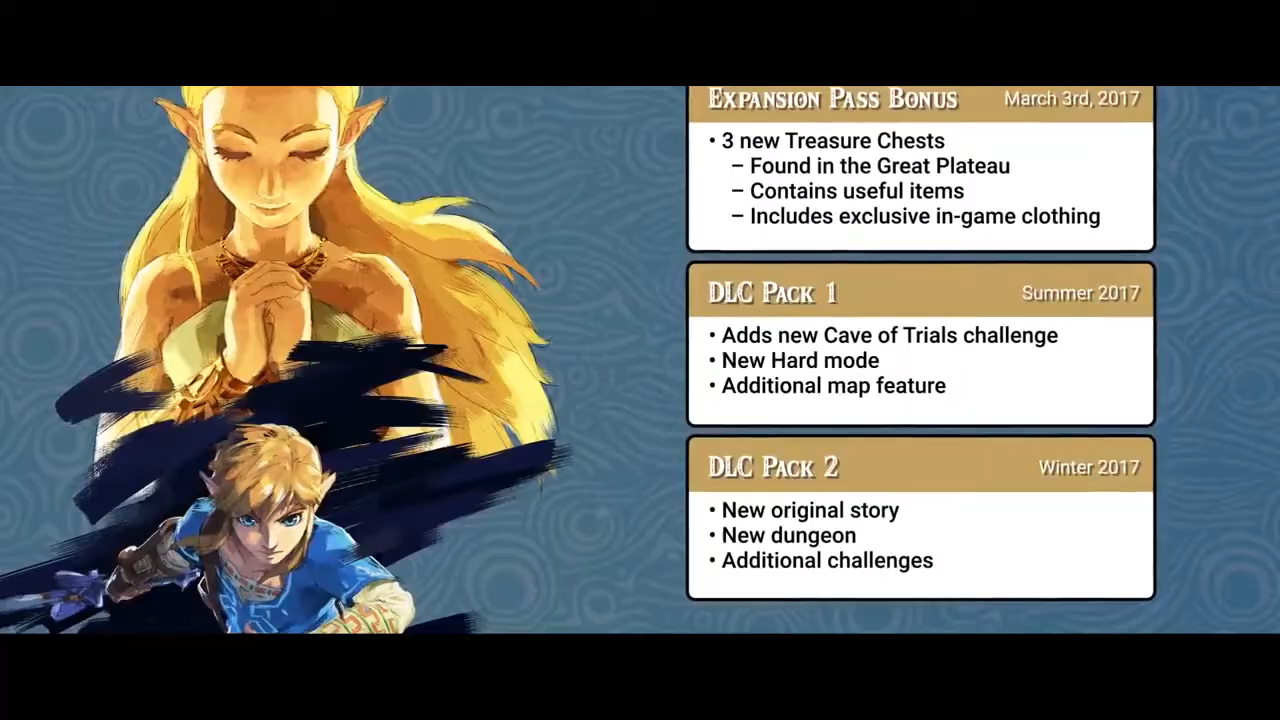 Expansion Pass Bonus March 3rd, 2017
• 3 new Treasure Chests
– Found in the Great Plateau
– Contains useful items
– Includes exclusive in-game clothing
DLC Pack 1 Summer 2017
• Adds new Cave of Trials challenge
• New Hard mode
• Additional map feature
DLC Pack 2 Winter 2017
• New original story
• New dungeon
• Additional challenges